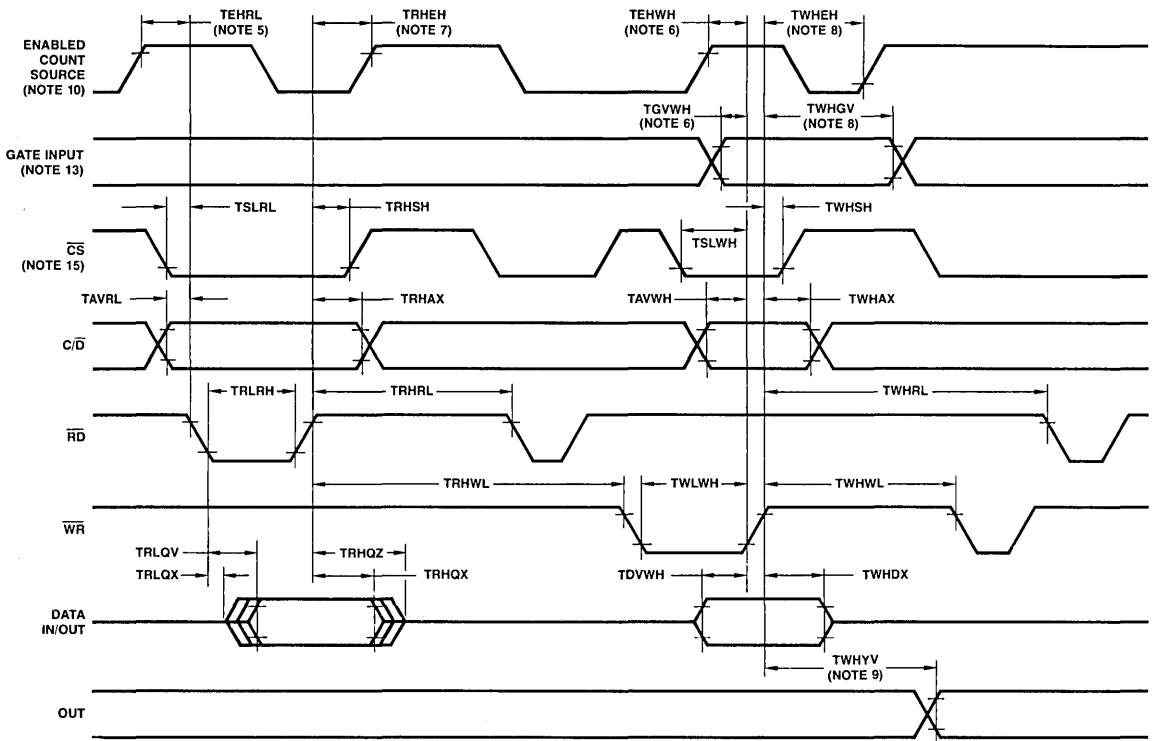 TEHRL
(NOTE 5)
TRHEH
(NOTE 7)
TEHWH
(NOTE 6)
TWHEH
(NOTE 8)
ENABLED
COUNT
SOURCE
(NOTE 10)
TGVWH
(NOTE 6)
TWHGV
(NOTE 8)
GATE INPUT
(NOTE 13)
TSLRL
TRHSH
TWHSH
TSLWH
CS
(NOTE 15)
TAVRL
TRHAX
TAVWH
TWHAX
C/D
TRLRH
TRHRL
TWHRL
RD
TRHWL
TWLWH
TWHWL
WR
TRLQV
TRHQZ
TRLQX
TRHQX
TDVWH
TWHDX
DATA
IN/OUT
TWHYV
(NOTE 9)
OUT